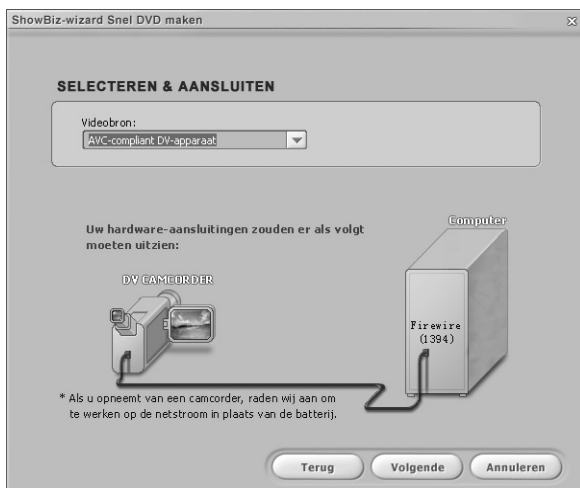 ShowBiz-wizard Snel DVD maken
SELECTEREN & AANSLUITEN
Videobron:
AVC-compliant DV-apparaat
Uw hardware-aansluitingen zouden er als volgt
moeten uitzien:
Computer
DV CAMCORDER
Firewire
(1394)
* Als u opneemt van een camcorder, raden wij aan om
te werken op de netstroom in plaats van de batterij.
Terug
Volgende
Annuleren